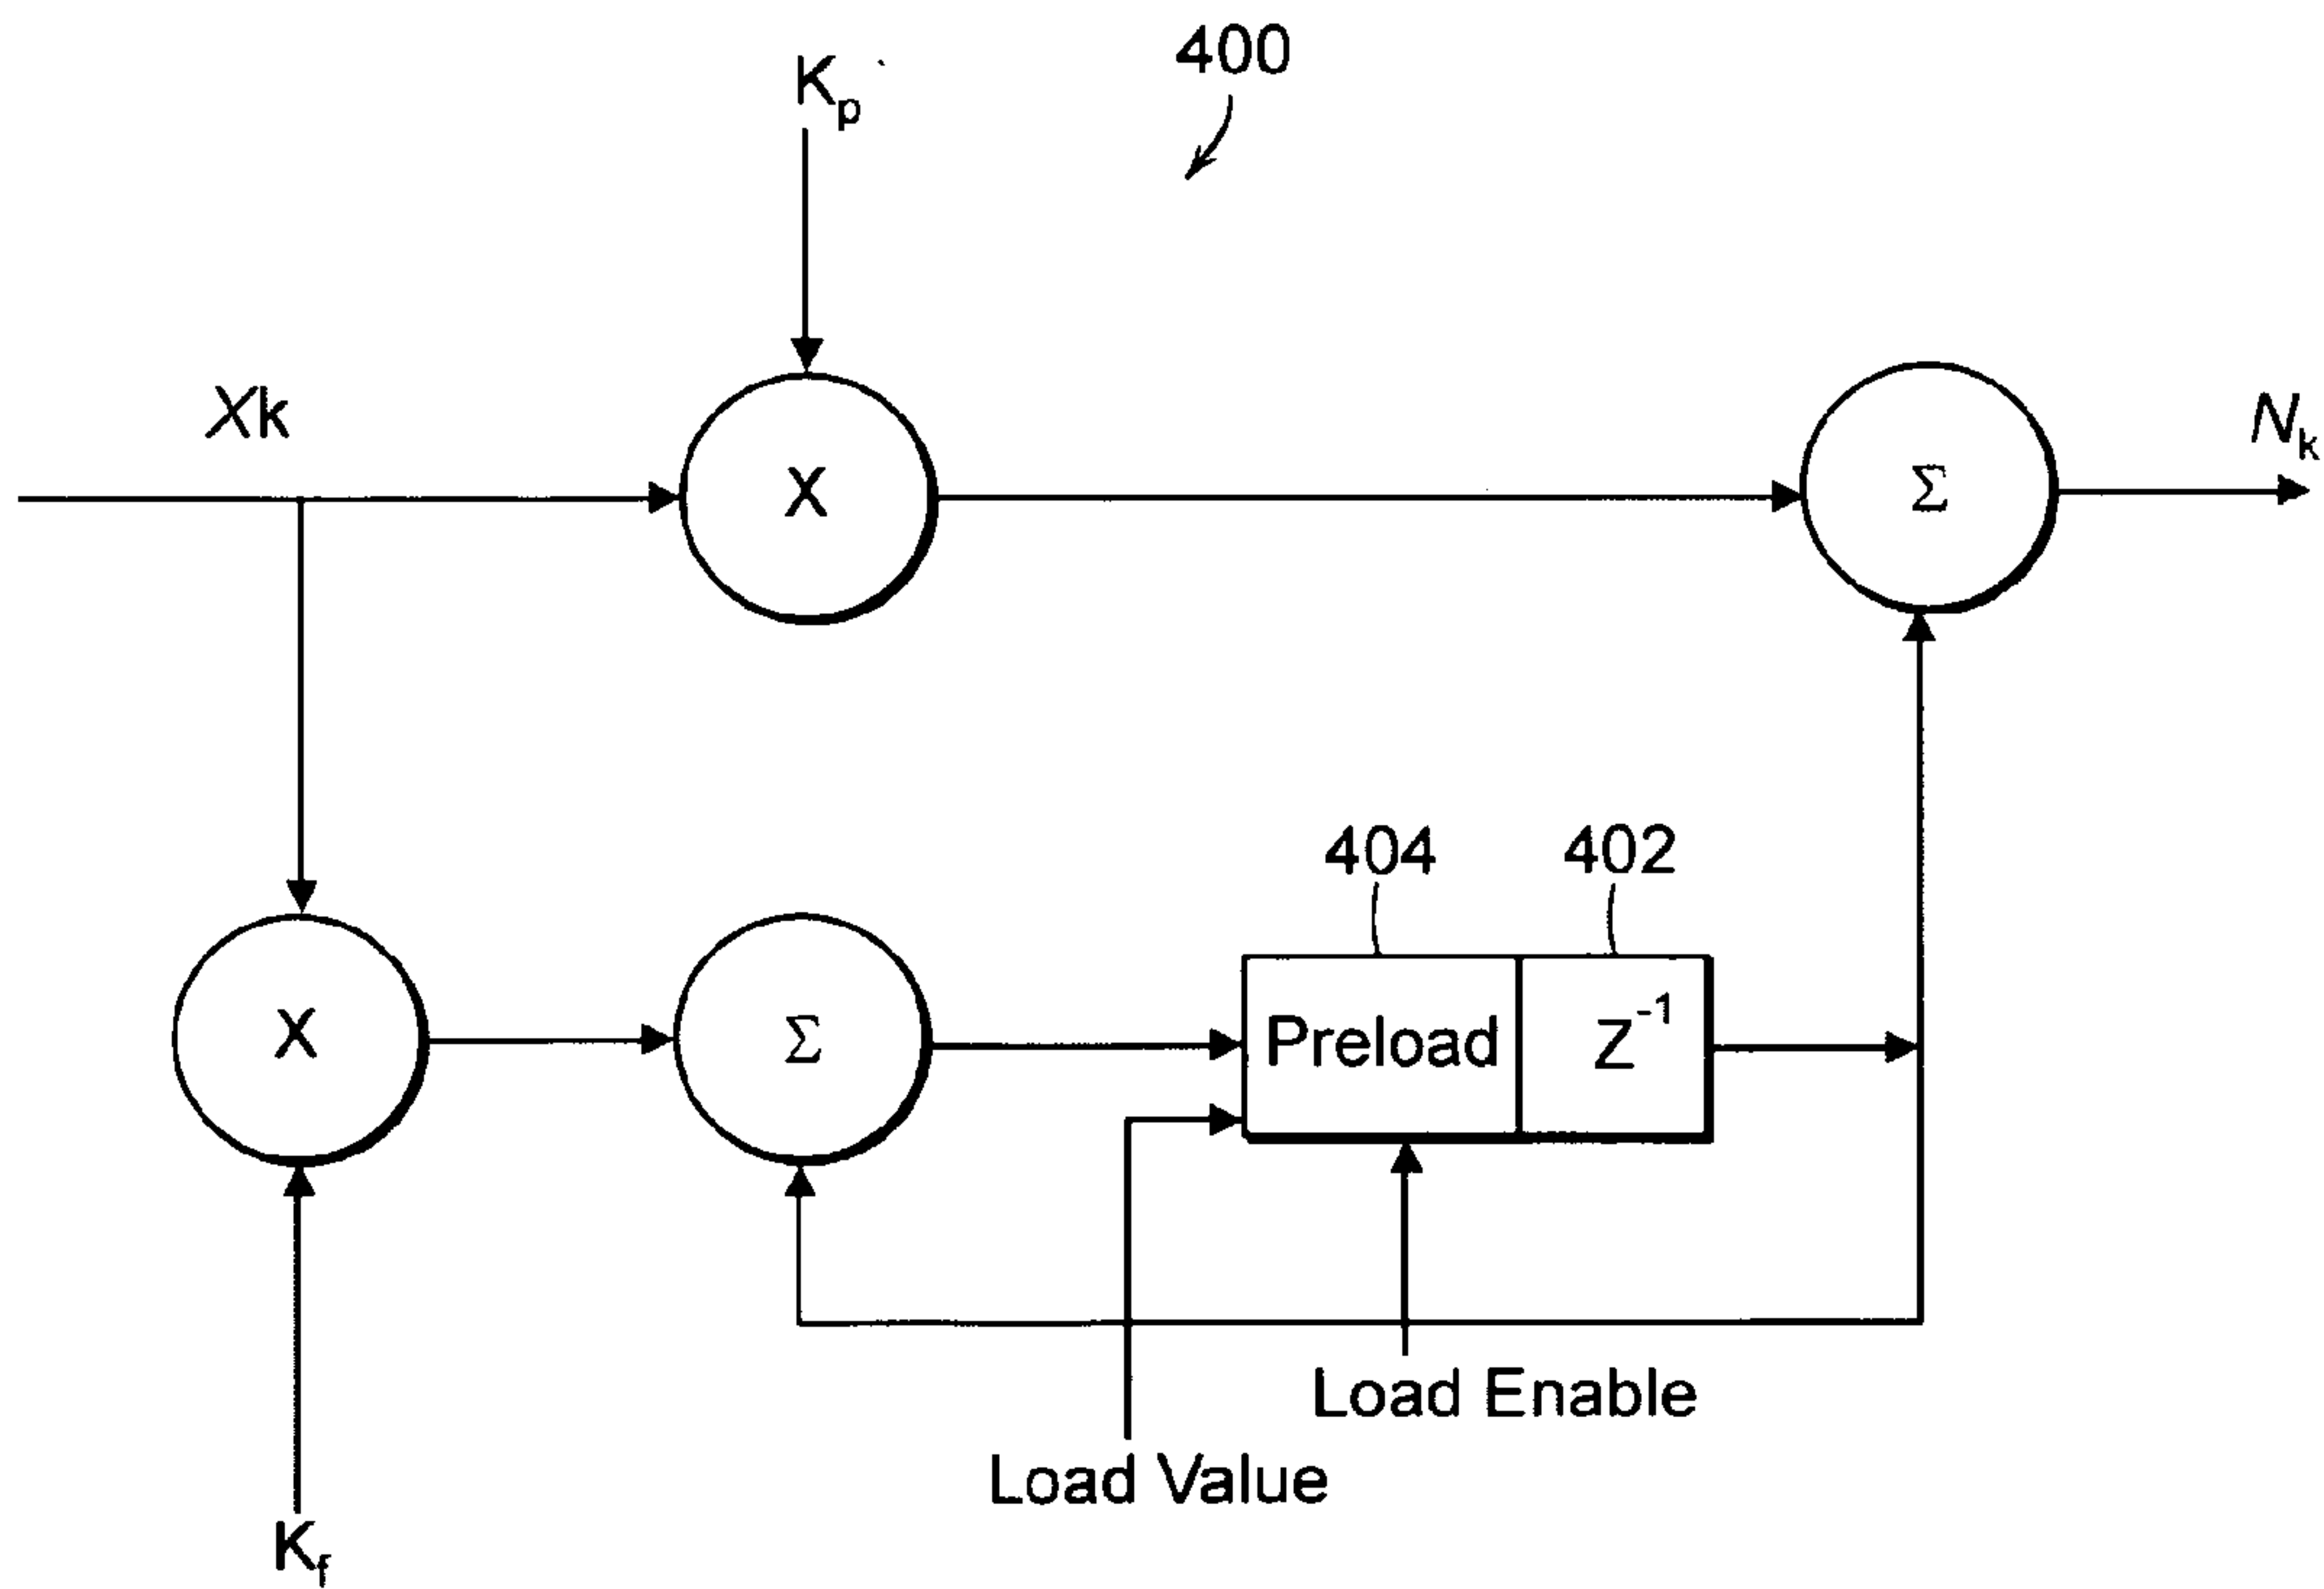 400
Kp
Xk
X
Σ
Nk
404
402
X
Σ
Preload
Z⁻¹
Load Enable
Load Value
Kf